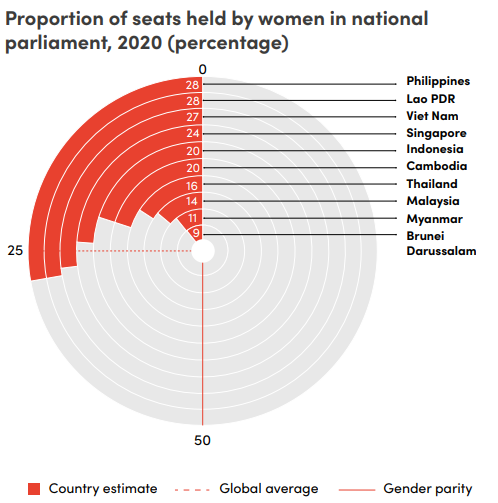 Proportion of seats held by women in national
parliament, 2020 (percentage)
0
28 Philippines
28 Lao PDR
27 Viet Nam
24 Singapore
20 Indonesia
20 Cambodia
16 Thailand
14 Malaysia
11 Myanmar
9 Brunei
Darussalam
25
50
Country estimate Global average Gender parity